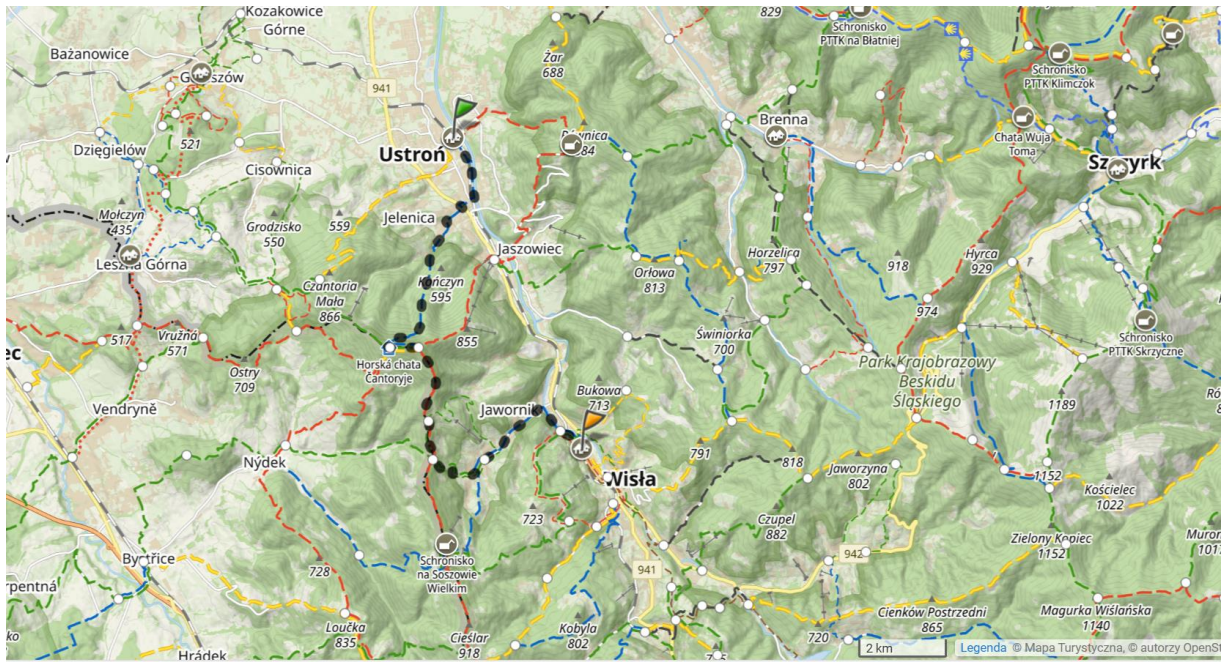 Kozakowice
Górne
Bażanowice
Żar
688
829
Schronisko
PTTK na Błatniej
Schronisko
PTTK Klimczok
941
Brenna
Chata Wuja
Toma
521
Dzięgielów
Ustroń
Szczyrk
Cisownica
Mołczyn
435
Grodzisko
550
559
Jelenica
Jaszowiec
Leszna Górna
Orłowa
813
Horzelica
797
918
Hyrca
929
Czantoria
Mała
866
Kończyn
595
974
517
Vružná
571
855
Świniorka
700
Schronisko
PTTK Skrzyczne
Ostry
709
Horská chata
Čantoryje
Park Krajobrazowy
Beskidu
Śląskiego
ec
Vendryně
Jawornik
Bukowa
713
1189
Nýdek
791
818
Jaworzyna
802
1152
Kościelec
1022
Wisła
723
Czupel
882
Zielony Kopiec
1152
Bystřice
Schronisko
na Soszowie
Wielkim
728
941
942
Loučka
835
Cieślar
918
Kobyla
802
Cienków Postrzedni
865
Magurka Wiślańska
1140
720
Hrádek
2 km
Legenda © Mapa Turystyczna, © autorzy OpenS